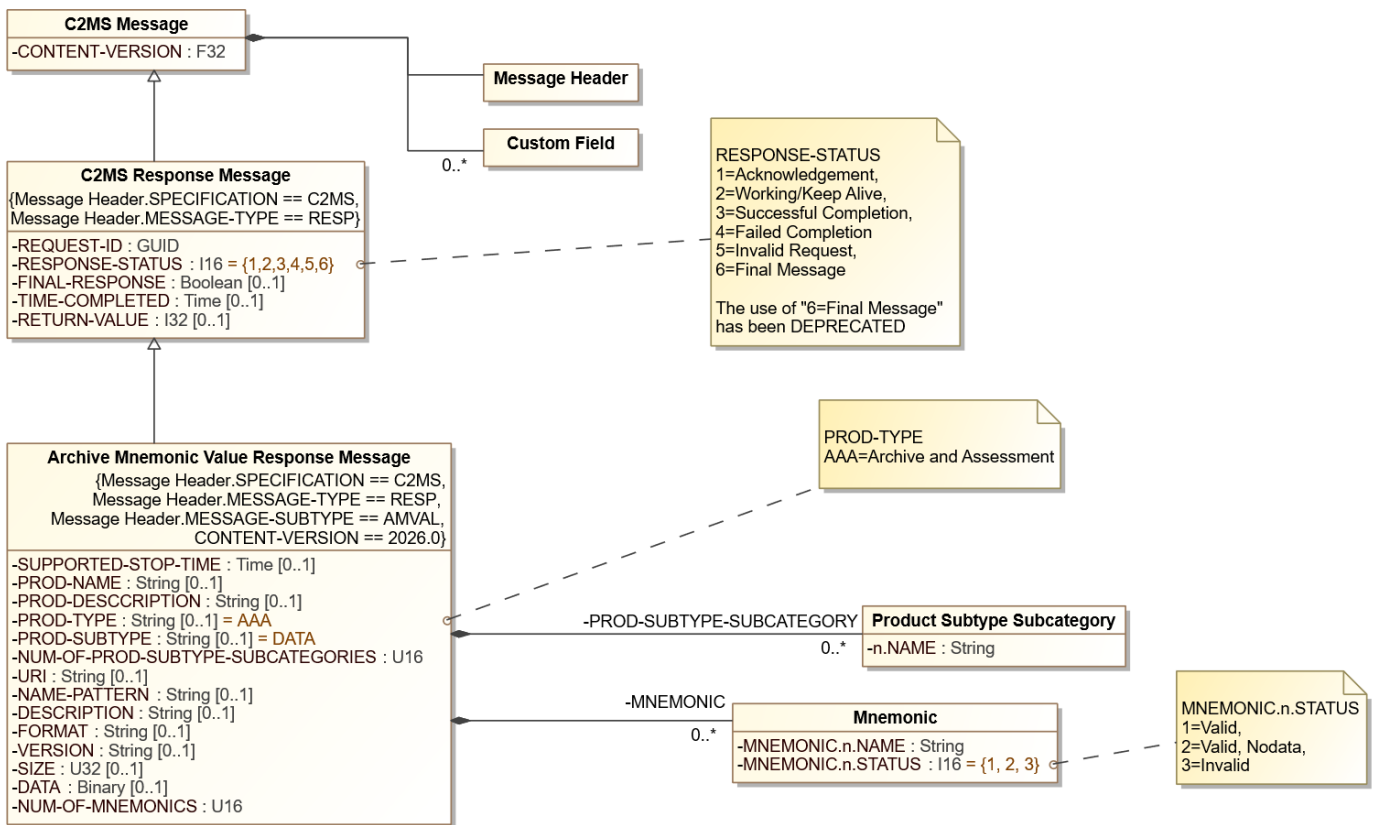 C2MS Message
-CONTENT-VERSION : F32
Message Header
Custom Field
0..*
C2MS Response Message
{Message Header.SPECIFICATION == C2MS,
Message Header.MESSAGE-TYPE == RESP}
-REQUEST-ID : GUID
-RESPONSE-STATUS : I16 = {1,2,3,4,5,6}
-FINAL-RESPONSE : Boolean [0..1]
-TIME-COMPLETED : Time [0..1]
-RETURN-VALUE : I32 [0..1]
RESPONSE-STATUS
1=Acknowledgement,
2=Working/Keep Alive,
3=Successful Completion,
4=Failed Completion
5=Invalid Request,
6=Final Message
The use of "6=Final Message"
has been DEPRECATED
PROD-TYPE
AAA=Archive and Assessment
Archive Mnemonic Value Response Message
{Message Header.SPECIFICATION == C2MS,
Message Header.MESSAGE-TYPE == RESP,
Message Header.MESSAGE-SUBTYPE == AMVAL,
CONTENT-VERSION == 2026.0}
-SUPPORTED-STOP-TIME : Time [0..1]
-PROD-NAME : String [0..1]
-PROD-DESCCRIPTION : String [0..1]
-PROD-TYPE : String [0..1] = AAA
-PROD-SUBTYPE : String [0..1] = DATA
-NUM-OF-PROD-SUBTYPE-SUBCATEGORIES : U16
-URI : String [0..1]
-NAME-PATTERN : String [0..1]
-DESCRIPTION : String [0..1]
-FORMAT : String [0..1]
-VERSION : String [0..1]
-SIZE : U32 [0..1]
-DATA : Binary [0..1]
-NUM-OF-MNEMONICS : U16
-PROD-SUBTYPE-SUBCATEGORY
0..*
Product Subtype Subcategory
-n.NAME : String
-MNEMONIC
0..*
Mnemonic
-MNEMONIC.n.NAME : String
-MNEMONIC.n.STATUS : I16 = {1, 2, 3}
MNEMONIC.n.STATUS
1=Valid,
2=Valid, Nodata,
3=Invalid